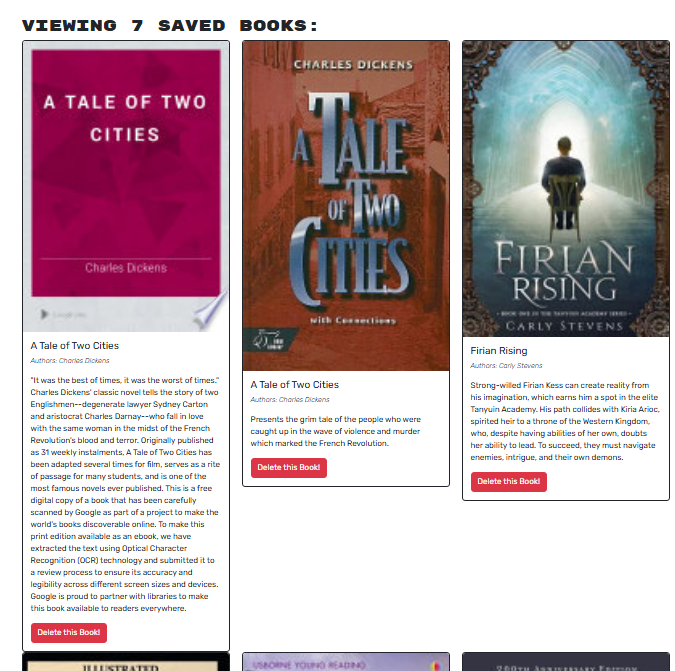 VIEWING 7 SAVED BOOKS:
A TALE OF TWO
CITIES
Charles Dickens
A Tale of Two Cities
Authors: Charles Dickens
"It was the best of times, it was the worst of times."
Charles Dickens' classic novel tells the story of two
Englishmen--degenerate lawyer Sydney Carton
and aristocrat Charles Darnay--who fall in love
with the same woman in the midst of the French
Revolution's blood and terror. Originally published
as 31 weekly instalments, A Tale of Two Cities has
been adapted several times for film, serves as a rite
of passage for many students, and is one of the
most famous novels ever published. This is a free
digital copy of a book that has been carefully
scanned by Google as part of a project to make the
world's books discoverable online. To make this
print edition available as an ebook, we have
extracted the text using Optical Character
Recognition (OCR) technology and submitted it to
a review process to ensure its accuracy and
legibility across different screen sizes and devices.
Google is proud to partner with libraries to make
this book available to readers everywhere.
Delete this Book!
CHARLES DICKENS
A TALE
OF TWO
CITIES
with Connections
A Tale of Two Cities
Authors: Charles Dickens
Presents the grim tale of the people who were
caught up in the wave of violence and murder
which marked the French Revolution.
Delete this Book!
FIRIAN
RISING
- BOOK ONE IN THE TANYUIN ACADEMY SERIES -
CARLY STEVENS
Firian Rising
Authors: Carly Stevens
Strong-willed Firian Kess can create reality from
his imagination, which earns him a spot in the elite
Tanyuin Academy. His path collides with Kiria Arioc,
spirited heir to a throne of the Western Kingdom,
who, despite having abilities of her own, doubts
her ability to lead. To succeed, they must navigate
enemies, intrigue, and their own demons.
Delete this Book!
ILLUSTRATED
USBORNE YOUNG READING
200TH ANNIVERSARY EDITION